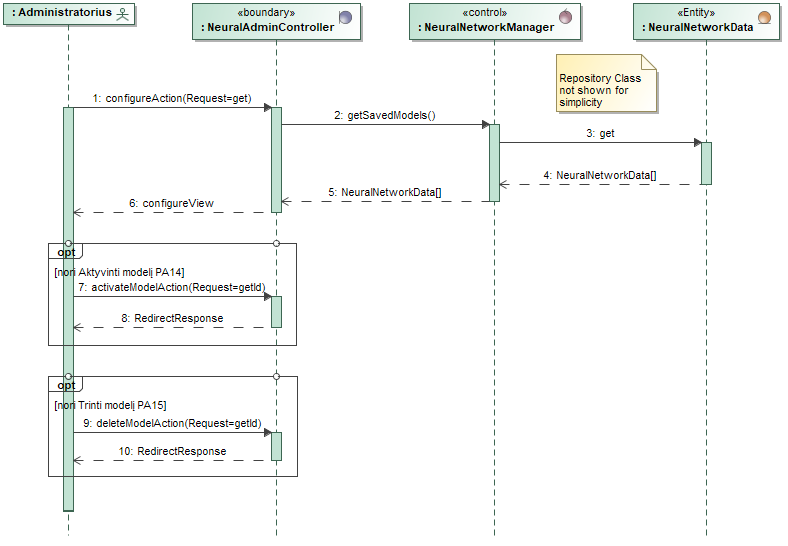 : Administratorius
«boundary»
: NeuralAdminController
«control»
: NeuralNetworkManager
«Entity»
: NeuralNetworkData
Repository Class
not shown for
simplicity
1: configureAction(Request=get)
2: getSavedModels()
3: get
4: NeuralNetworkData[]
5: NeuralNetworkData[]
6: configureView
opt
[nori Aktyvinti modelį PA14]
7: activateModelAction(Request=getId)
8: RedirectResponse
opt
[nori Trinti modelį PA15]
9: deleteModelAction(Request=getId)
10: RedirectResponse